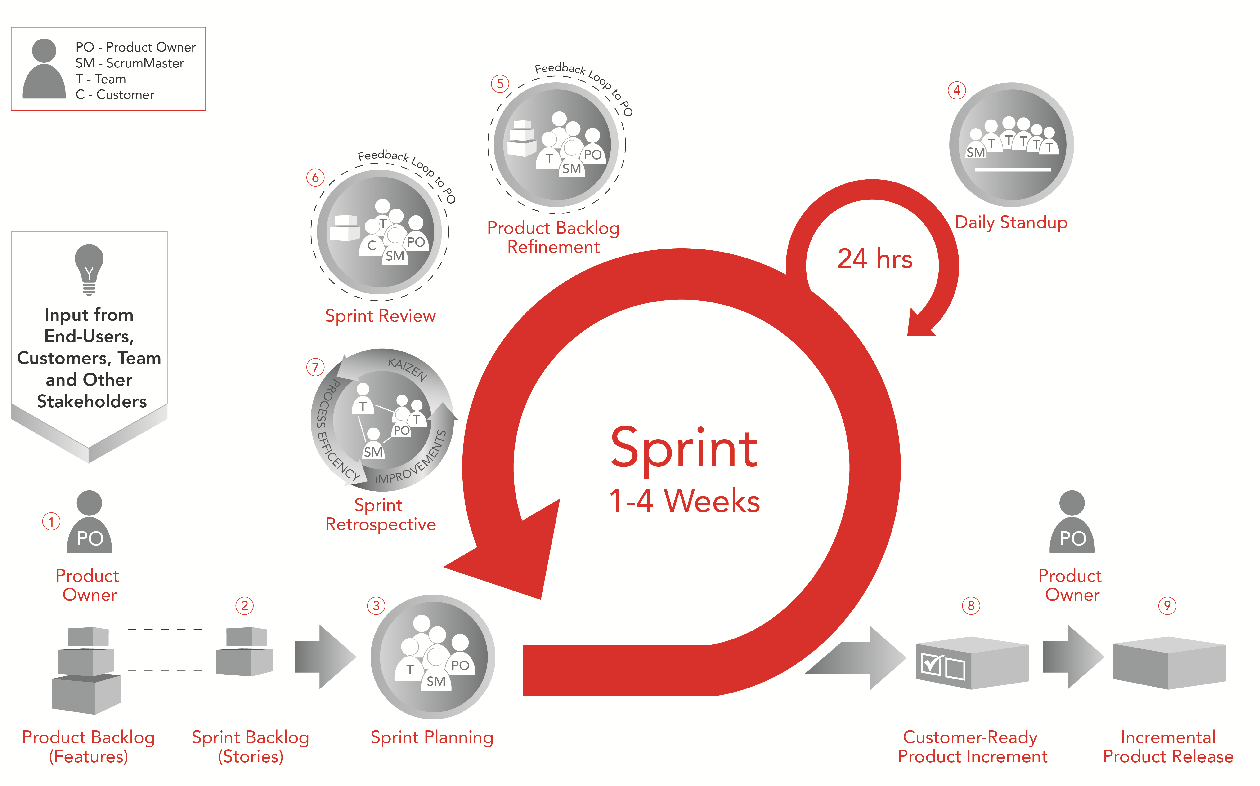 PO - Product Owner
SM - ScrumMaster
T - Team
C - Customer
5
Feedback Loop to PO
T
SM
PO
Product Backlog
Refinement
4
SM
T
T
T
T
T
Daily Standup
6
Feedback Loop to PO
T
C
SM
PO
Sprint Review
24 hrs
Y
Input from
End-Users,
Customers, Team
and Other
Stakeholders
7
KAIZEN
IMPROVEMENTS
PROCESS EFFICENCY
T
PO
T
SM
Sprint
Retrospective
Sprint
1-4 Weeks
1
PO
Product
Owner
PO
Product
Owner
2
3
T
SM
PO
8
9
Product Backlog
(Features)
Sprint Backlog
(Stories)
Sprint Planning
Customer-Ready
Product Increment
Incremental
Product Release